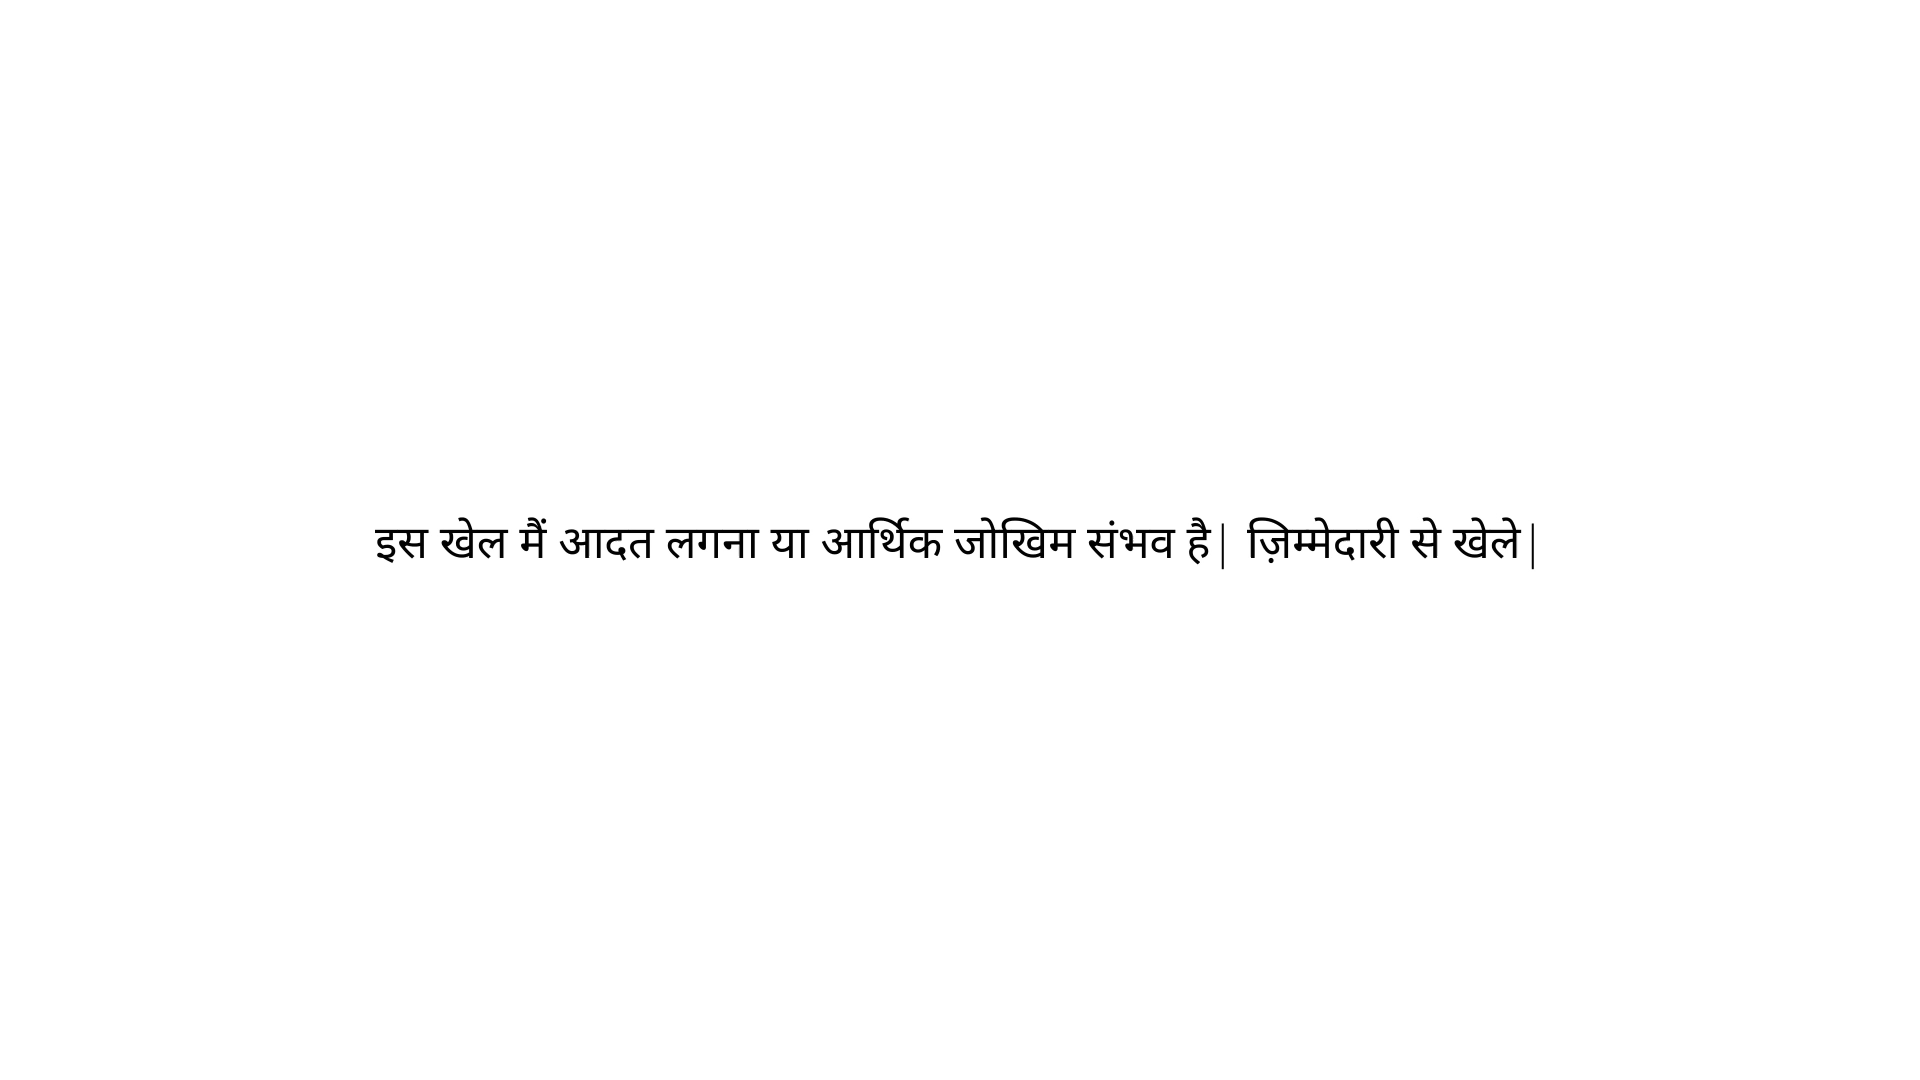 इस खेल मैं आदत लगना या आर्थिक जोखिम संभव है| ज़िम्मेदारी से खेले|